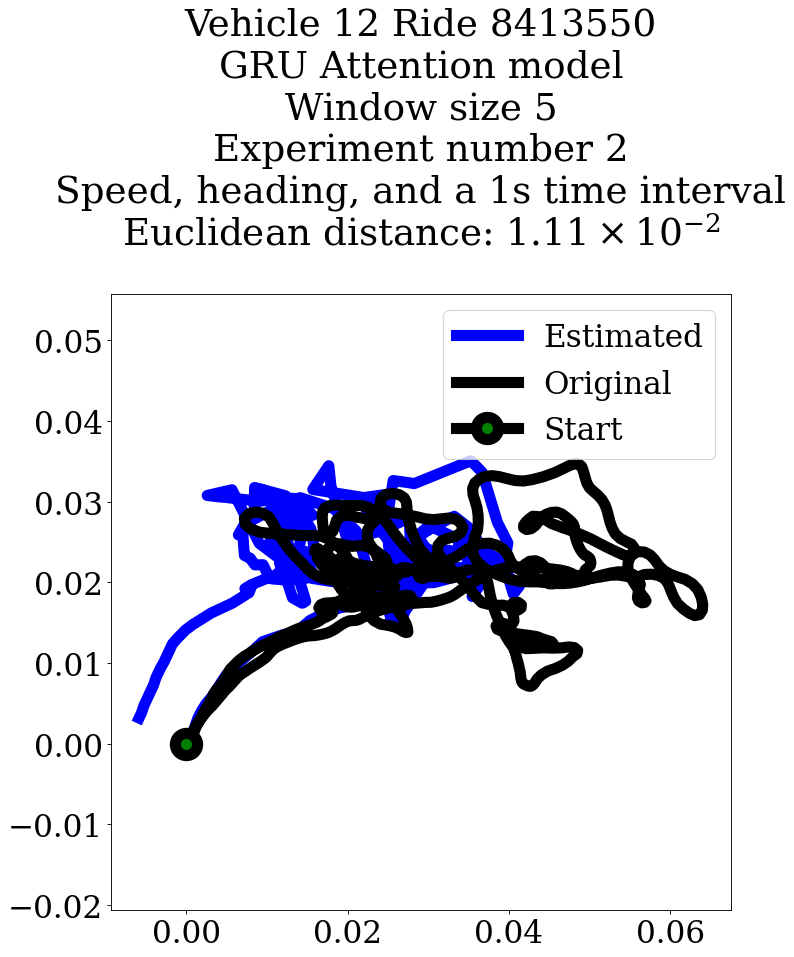 Vehicle 12 Ride 8413550
GRU Attention model
Window size 5
Experiment number 2
Speed, heading, and a 1s time interval
Euclidean distance: 1.11 × 10⁻²
Estimated
Original
Start
0.05
0.04
0.03
0.02
0.01
0.00
−0.01
−0.02
0.00 0.02 0.04 0.06